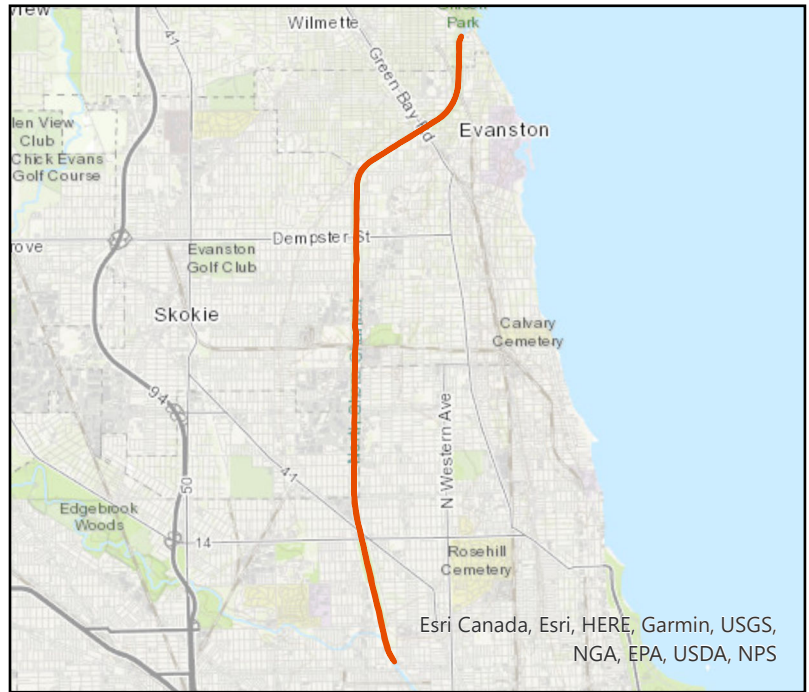 view
Wilmette
Park
41
Green Bay Rd
Evanston
len View
Club
Chick Evans
Golf Course
Dempster St
rove
Evanston
Golf Club
Skokie
Calvary
Cemetery
94
N Western Ave
50
41
Edgebrook
Woods
14
Rosehill
Cemetery
Esri Canada, Esri, HERE, Garmin, USGS,
NGA, EPA, USDA, NPS